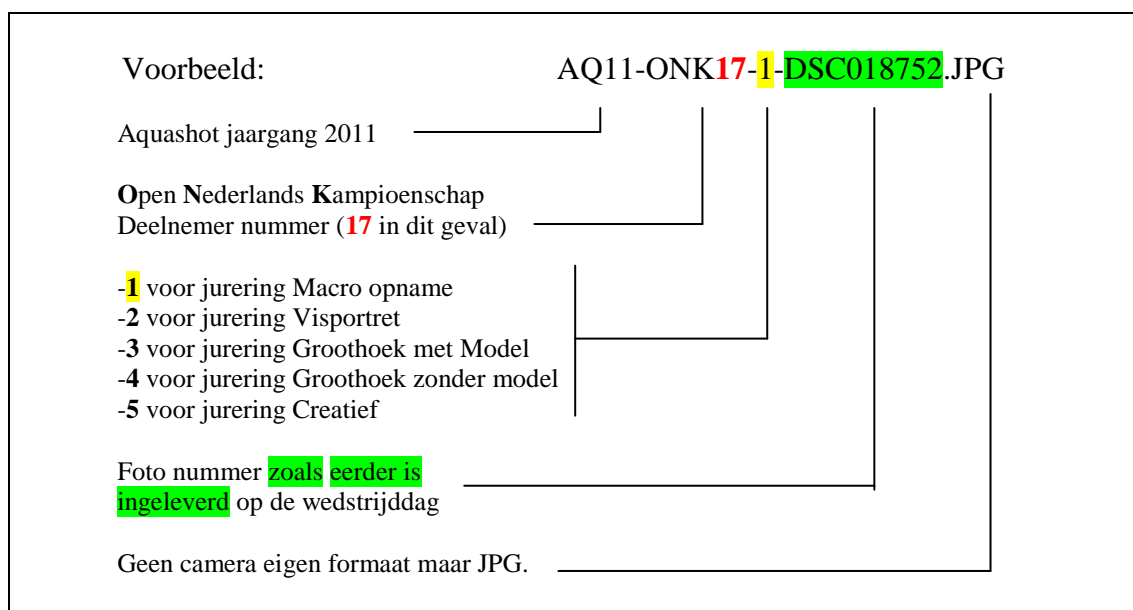 Voorbeeld: AQ11-ONK17-1-DSC018752.JPG
Aquashot jaargang 2011
Open Nederlands Kampioenschap
Deelnemer nummer (17 in dit geval)
-1 voor jurering Macro opname
-2 voor jurering Visportret
-3 voor jurering Groothoek met Model
-4 voor jurering Groothoek zonder model
-5 voor jurering Creatief
Foto nummer zoals eerder is
ingeleverd op de wedstrijddag
Geen camera eigen formaat maar JPG.